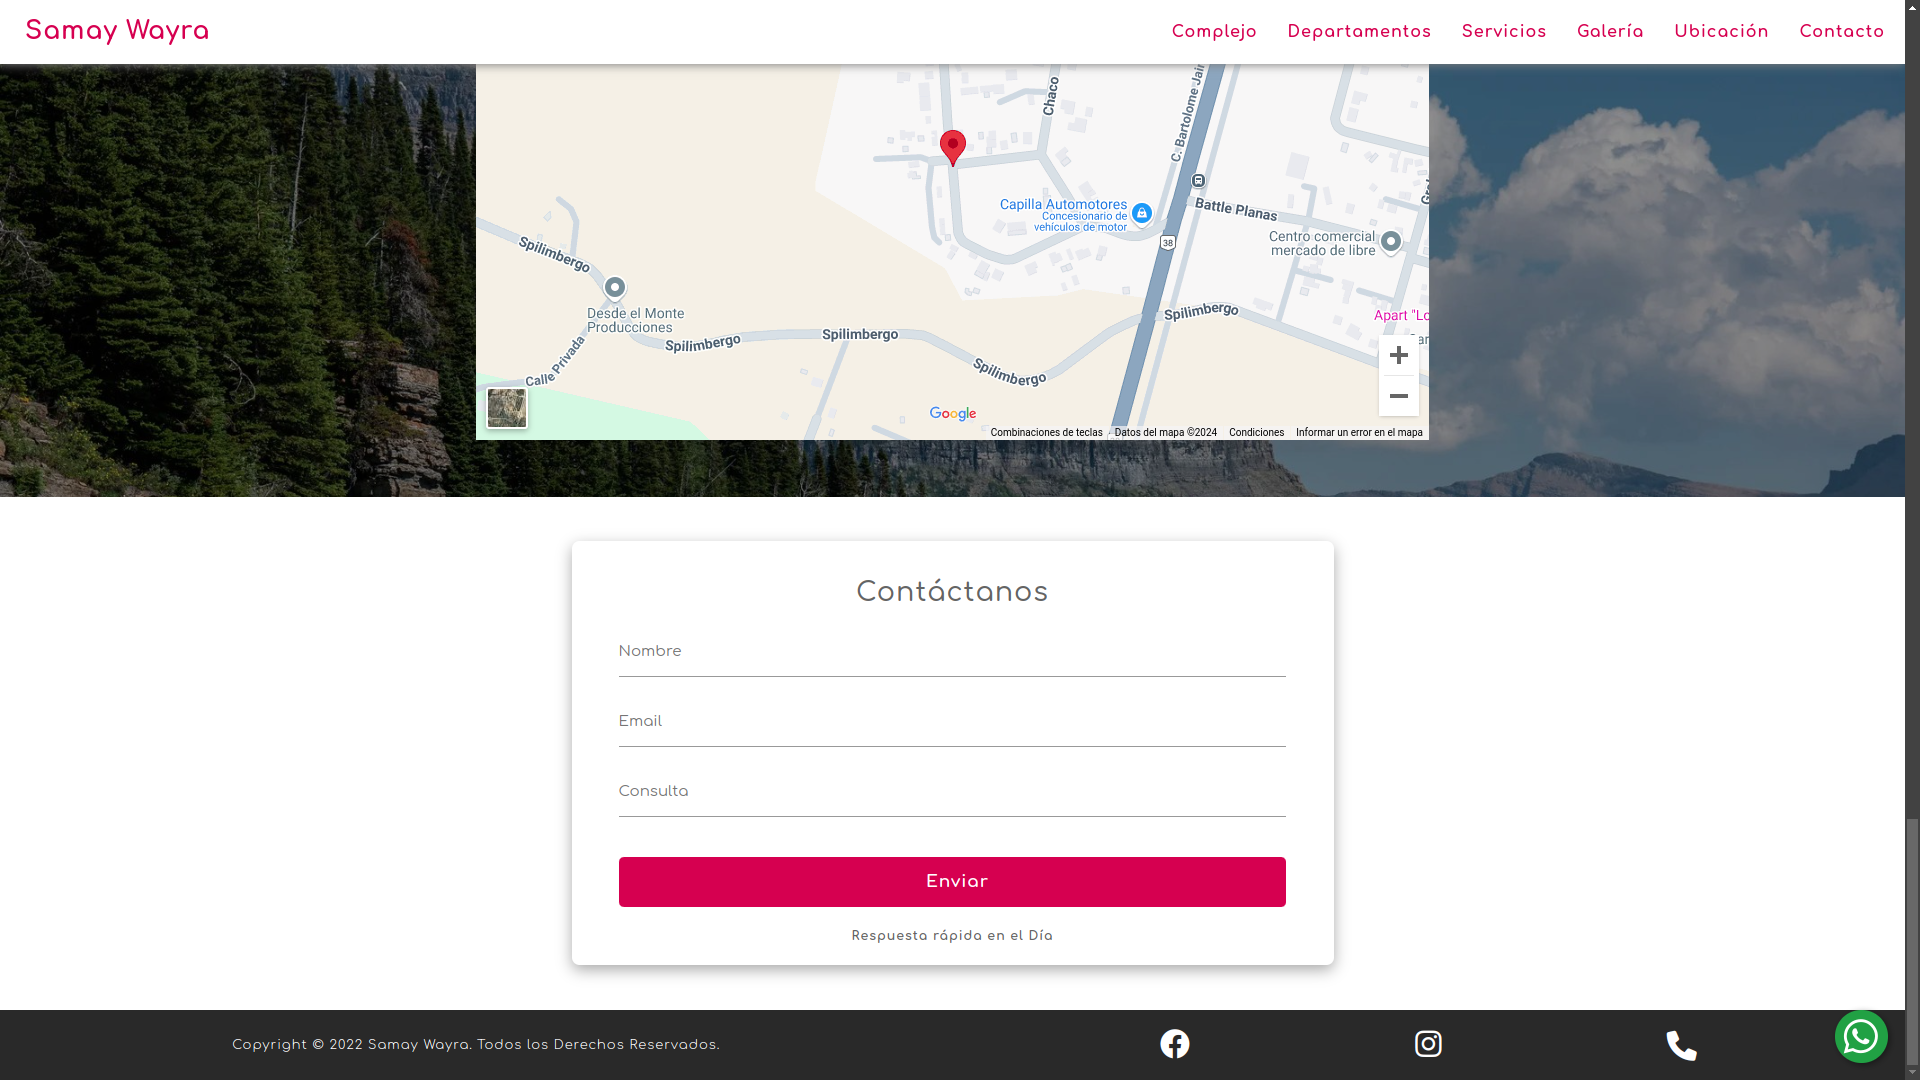 Samay Wayra
Complejo
Departamentos
Servicios
Galería
Ubicación
Contacto
Chaco
C. Bartolome Jai
Capilla Automotores
Concesionario de
vehículos de motor
Battle Planas
38
Centro comercial
mercado de libre
Spilimbergo
Desde el Monte
Producciones
Spilimbergo
Spilimbergo
Spilimbergo
Spilimbergo
Apart "Lo
Calle Privada
Google
Combinaciones de teclas
Datos del mapa ©2024
Condiciones
Informar un error en el mapa
Contáctanos
Nombre
Email
Consulta
Enviar
Respuesta rápida en el Día
Copyright © 2022 Samay Wayra. Todos los Derechos Reservados.